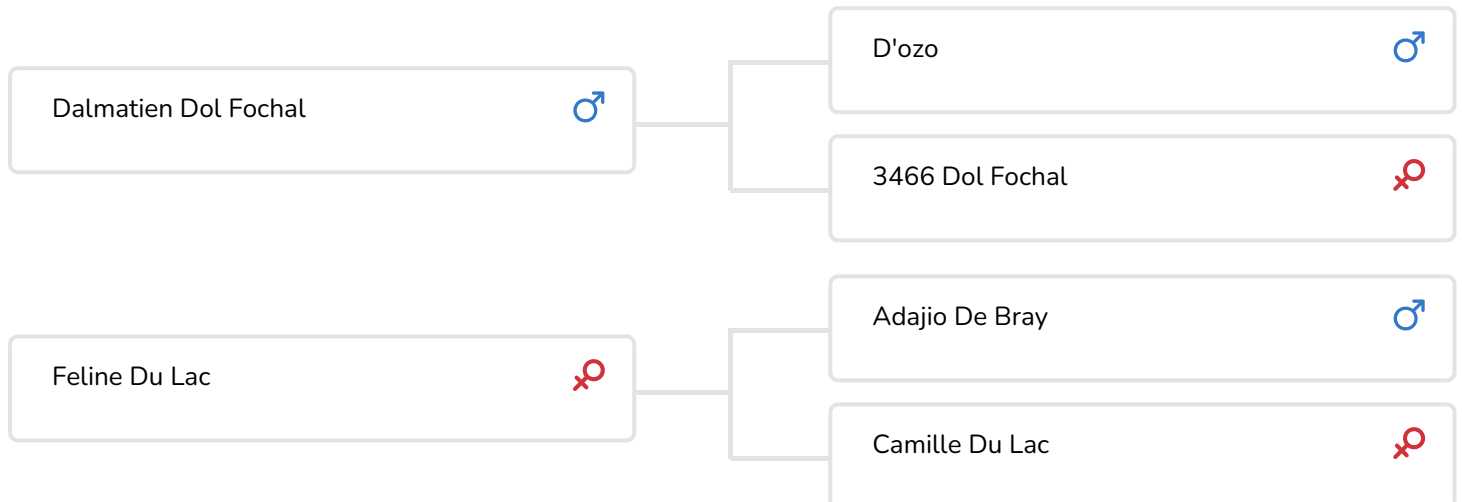 Dalmatien Dol Fochal
D'ozo
3466 Dol Fochal
Feline Du Lac
Adajio De Bray
Camille Du Lac